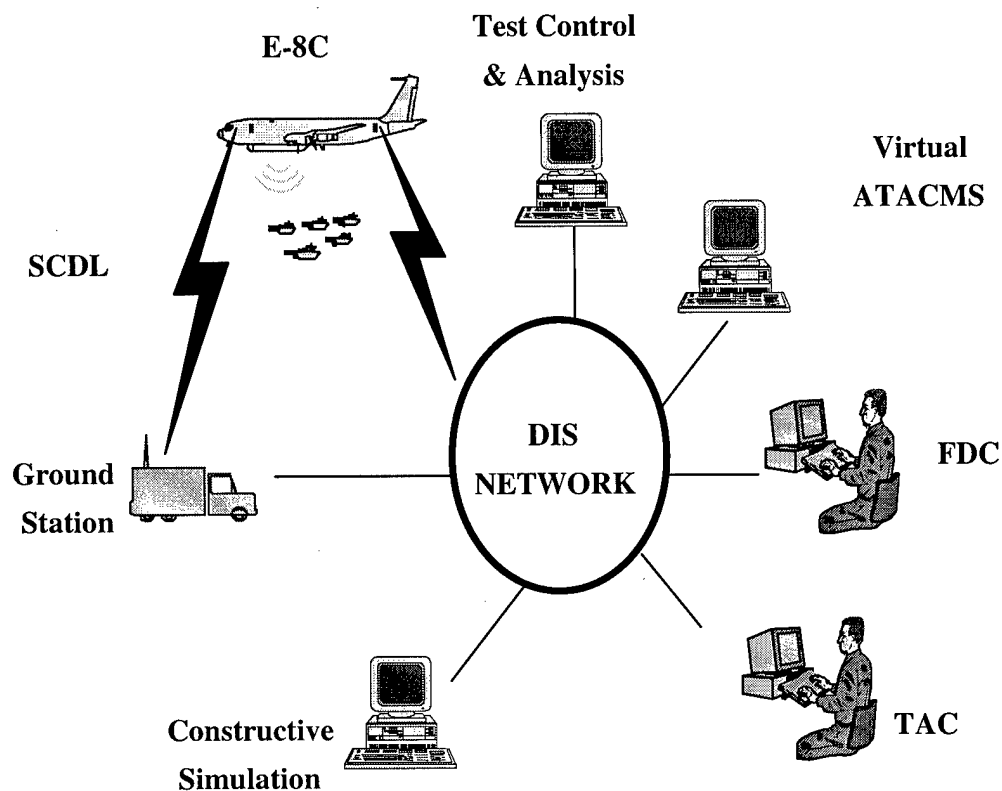 E-8C
Test Control
& Analysis
Virtual
ATACMS
SCDL
DIS
NETWORK
FDC
Ground
Station
TAC
Constructive
Simulation